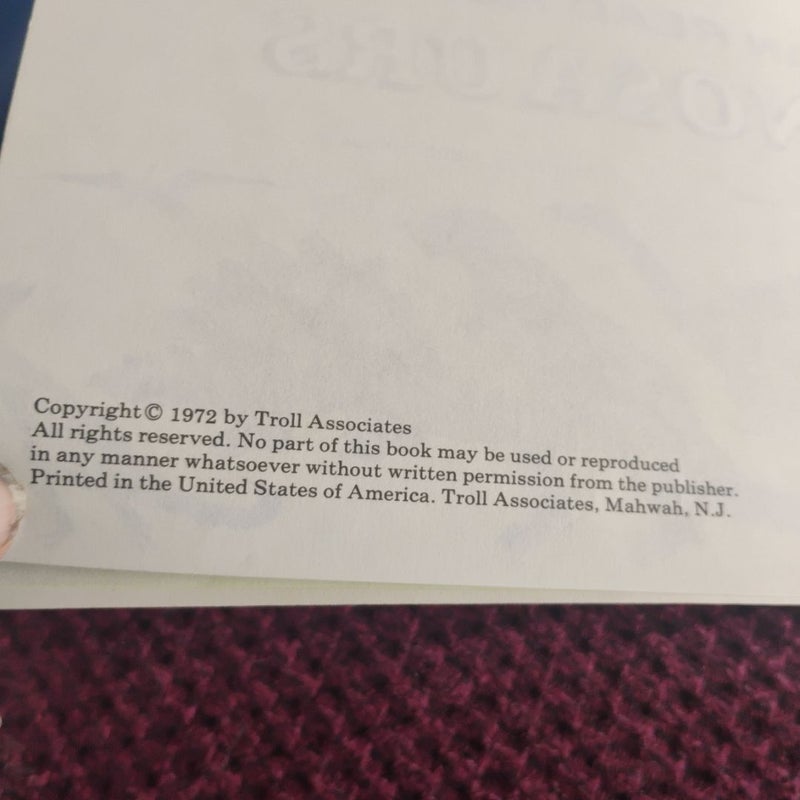 Copyright © 1972 by Troll Associates
All rights reserved. No part of this book may be used or reproduced
in any manner whatsoever without written permission from the publisher.
Printed in the United States of America. Troll Associates, Mahwah, N.J.